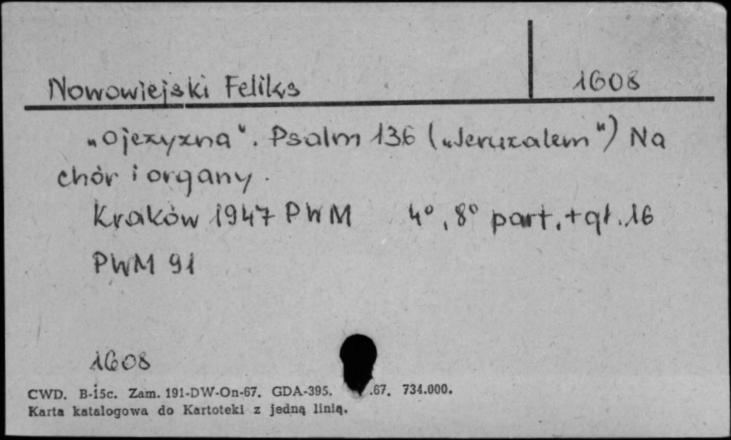 Nowowiejski Feliks 1608
„Ojczyzna". Psalm 136 („Jeruzalem") Na
chór i organy.
Kraków 1947 PWM 4°, 8° part. + gł. 16
PWM 91
1608
CWD. B-15c. Zam. 191-DW-On-67. GDA-395. .67. 734.000.
Karta katalogowa do Kartoteki z jedną linią.